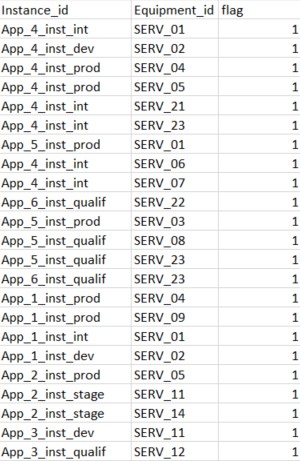 Instance_id Equipment_id flag
App_4_inst_int SERV_01 1
App_4_inst_dev SERV_02 1
App_4_inst_prod SERV_04 1
App_4_inst_prod SERV_05 1
App_4_inst_int SERV_21 1
App_4_inst_int SERV_23 1
App_5_inst_prod SERV_01 1
App_4_inst_int SERV_06 1
App_4_inst_int SERV_07 1
App_6_inst_qualif SERV_22 1
App_5_inst_prod SERV_03 1
App_5_inst_qualif SERV_08 1
App_5_inst_qualif SERV_23 1
App_6_inst_qualif SERV_23 1
App_1_inst_prod SERV_04 1
App_1_inst_prod SERV_09 1
App_1_inst_int SERV_01 1
App_1_inst_dev SERV_02 1
App_2_inst_prod SERV_05 1
App_2_inst_stage SERV_11 1
App_2_inst_stage SERV_14 1
App_3_inst_dev SERV_11 1
App_3_inst_qualif SERV_12 1